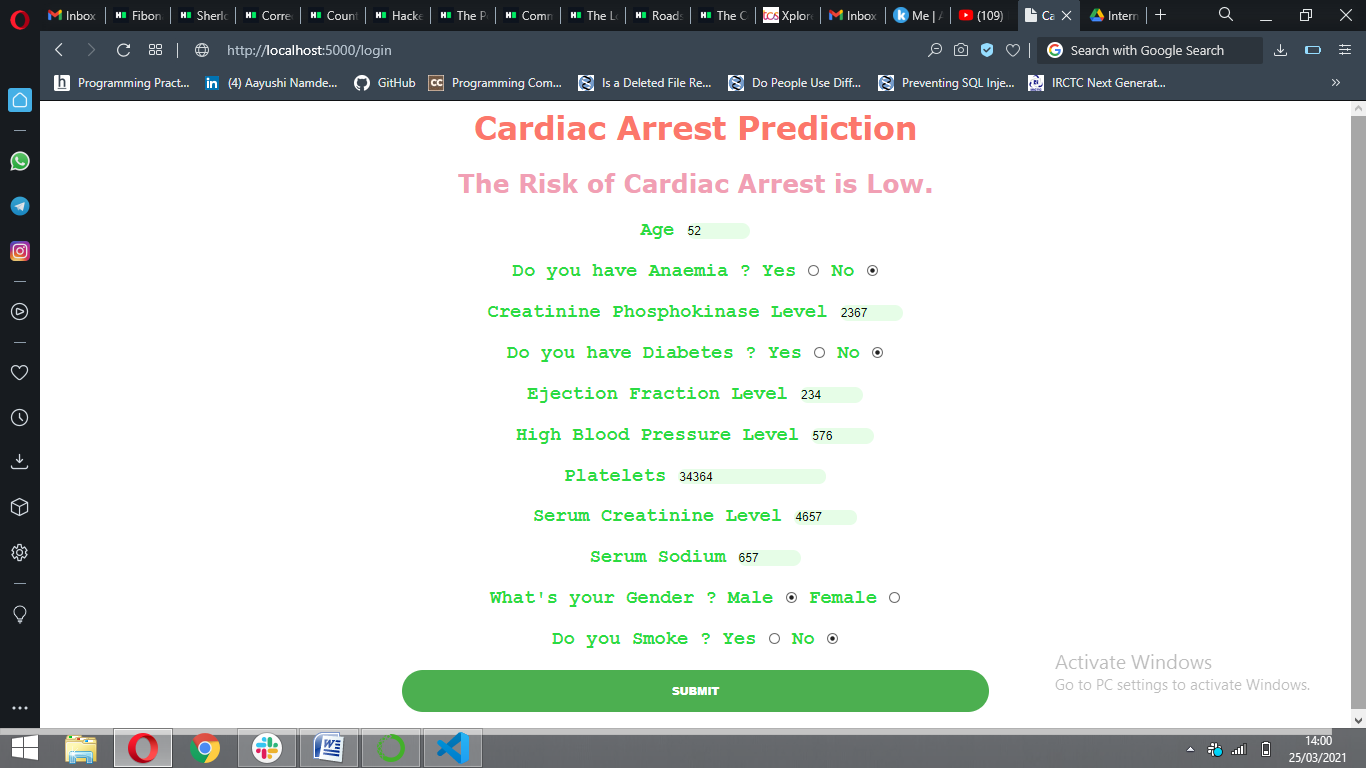 Inbox Fibon Sherlo Correc Count Hacke The Po Comm The Lo Roads The G tcs Xplor Inbox Me | A (109) Ca Intern
http://localhost:5000/login
Search with Google Search
Programming Pract... (4) Aayushi Namde... GitHub Programming Com... Is a Deleted File Re... Do People Use Diff... Preventing SQL Inje... IRCTC Next Generat...
Cardiac Arrest Prediction
The Risk of Cardiac Arrest is Low.
Age 52
Do you have Anaemia ? Yes No
Creatinine Phosphokinase Level 2367
Do you have Diabetes ? Yes No
Ejection Fraction Level 234
High Blood Pressure Level 576
Platelets 34364
Serum Creatinine Level 4657
Serum Sodium 657
What's your Gender ? Male Female
Do you Smoke ? Yes No
SUBMIT
Activate Windows
Go to PC settings to activate Windows.
14:00
25/03/2021